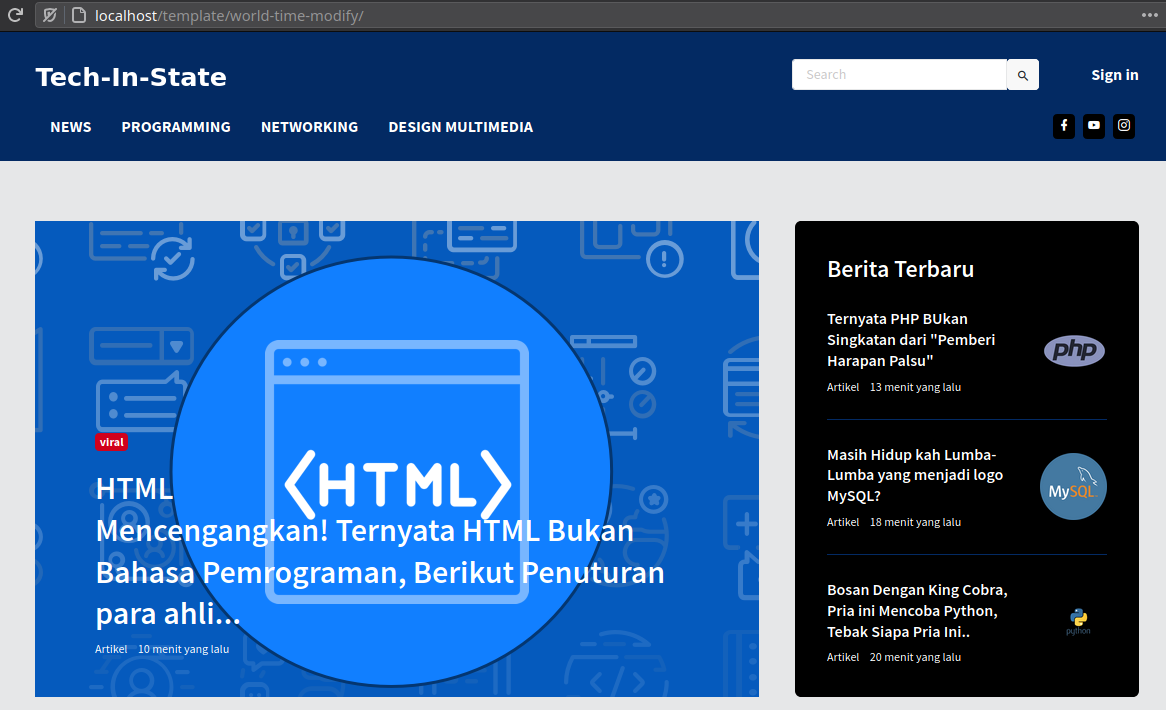 localhost/template/world-time-modify/
Tech-In-State
Search
Sign in
NEWS PROGRAMMING NETWORKING DESIGN MULTIMEDIA
<HTML>
viral
HTML
Mencengangkan! Ternyata HTML Bukan
Bahasa Pemrograman, Berikut Penuturan
para ahli...
Artikel 10 menit yang lalu
Berita Terbaru
Ternyata PHP BUkan
Singkatan dari "Pemberi
Harapan Palsu"
php
Artikel 13 menit yang lalu
Masih Hidup kah Lumba-
Lumba yang menjadi logo
MySQL?
MySQL
Artikel 18 menit yang lalu
Bosan Dengan King Cobra,
Pria ini Mencoba Python,
Tebak Siapa Pria Ini..
python
Artikel 20 menit yang lalu